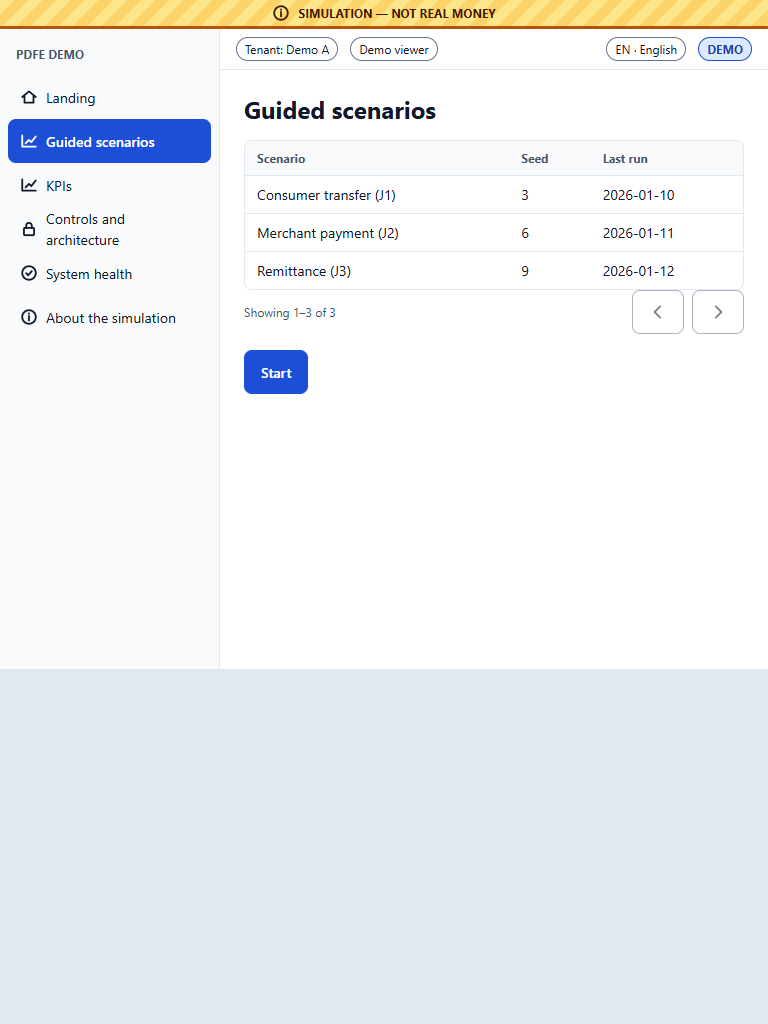 SIMULATION — NOT REAL MONEY
PDFE DEMO
Landing
Guided scenarios
KPIs
Controls and
architecture
System health
About the simulation
Tenant: Demo A
Demo viewer
EN · English
DEMO
Guided scenarios
Scenario Seed Last run
Consumer transfer (J1) 3 2026-01-10
Merchant payment (J2) 6 2026-01-11
Remittance (J3) 9 2026-01-12
Showing 1–3 of 3
Start